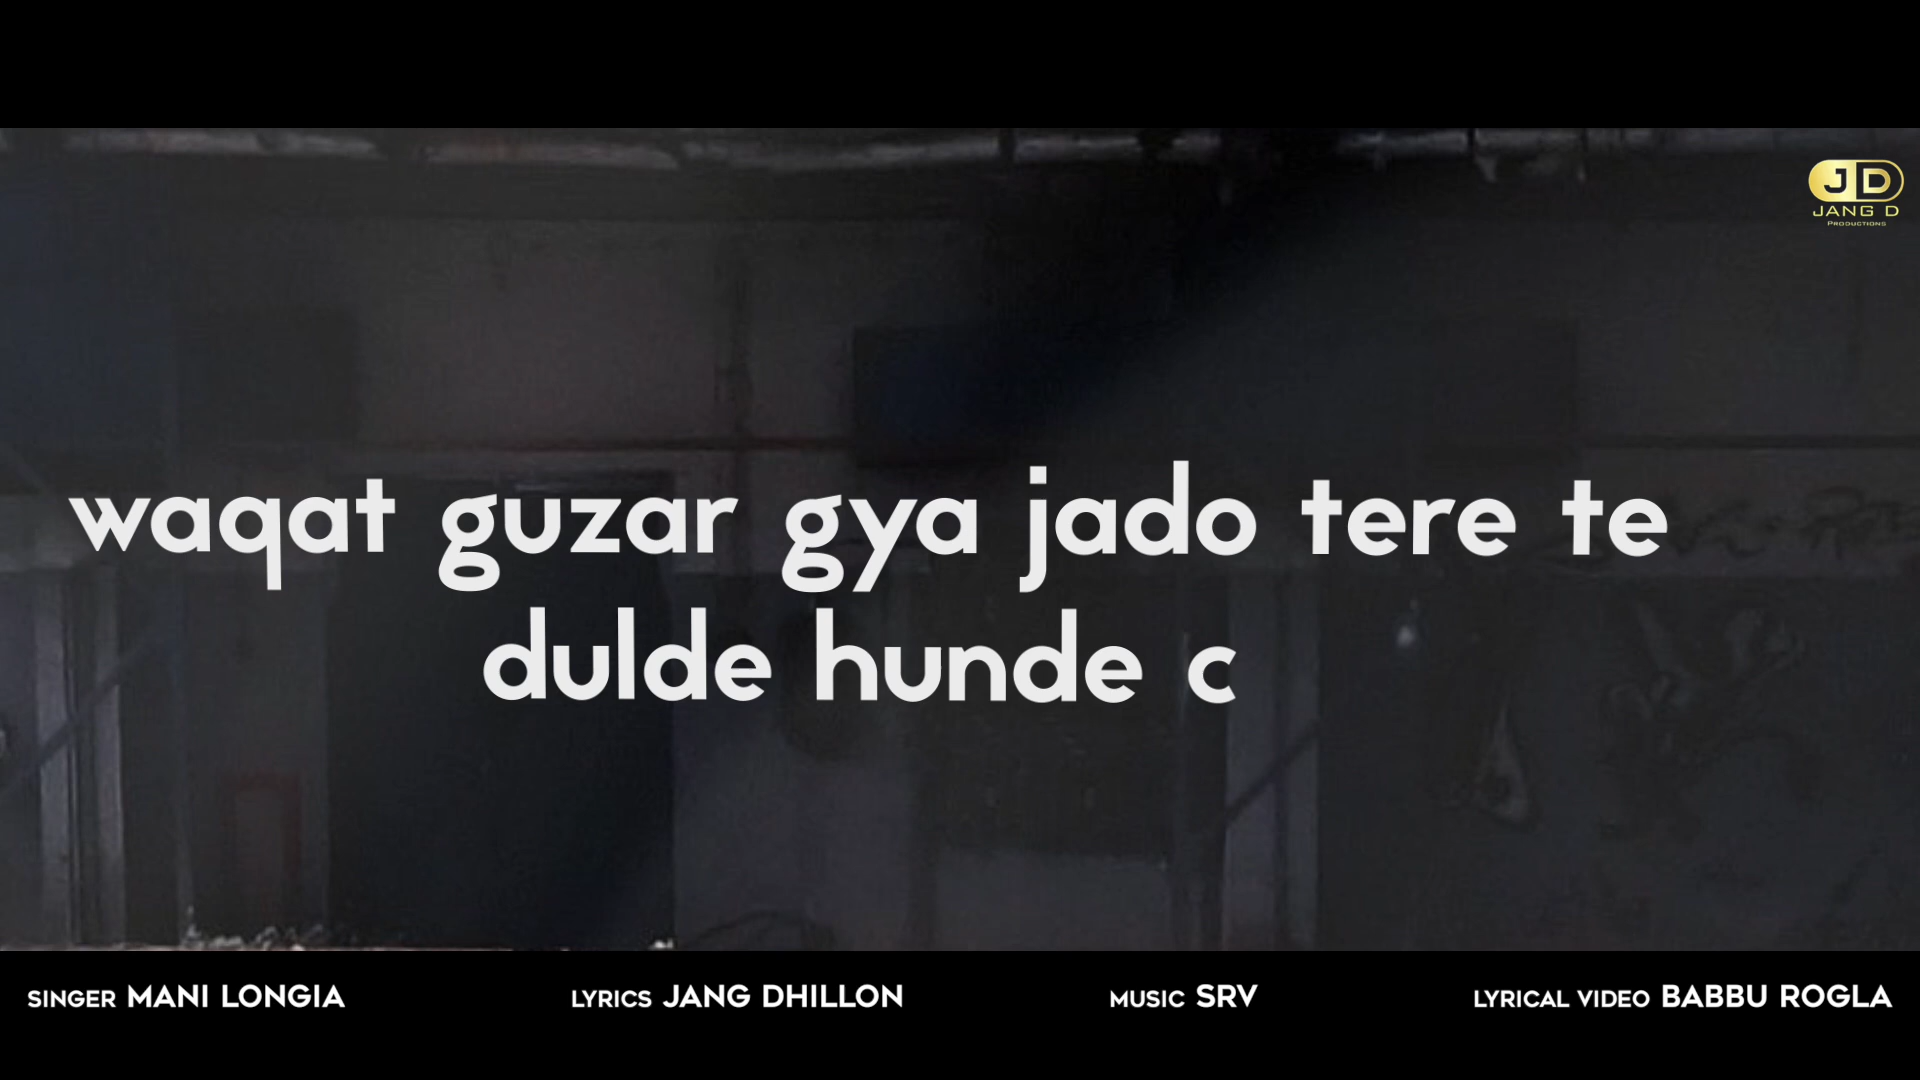 JD
JANG D
PRODUCTIONS
waqat guzar gya jado tere te
dulde hunde c
SINGER MANI LONGIA
LYRICS JANG DHILLON
MUSIC SRV
LYRICAL VIDEO BABBU ROGLA